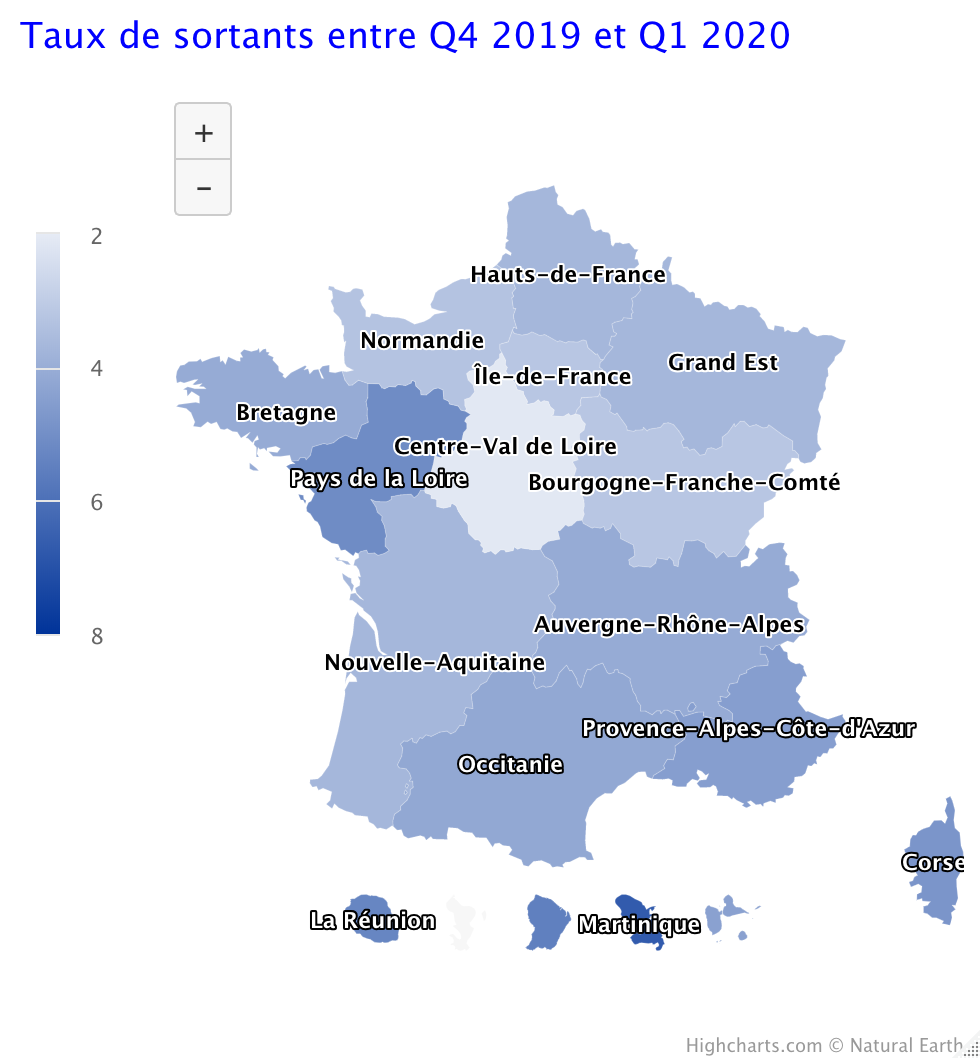 Taux de sortants entre Q4 2019 et Q1 2020
+
−
2
4
6
8
Hauts-de-France
Normandie
Grand Est
Île-de-France
Bretagne
Centre-Val de Loire
Pays de la Loire
Bourgogne-Franche-Comté
Auvergne-Rhône-Alpes
Nouvelle-Aquitaine
Provence-Alpes-Côte-d'Azur
Occitanie
Corse
La Réunion
Martinique
Highcharts.com © Natural Earth